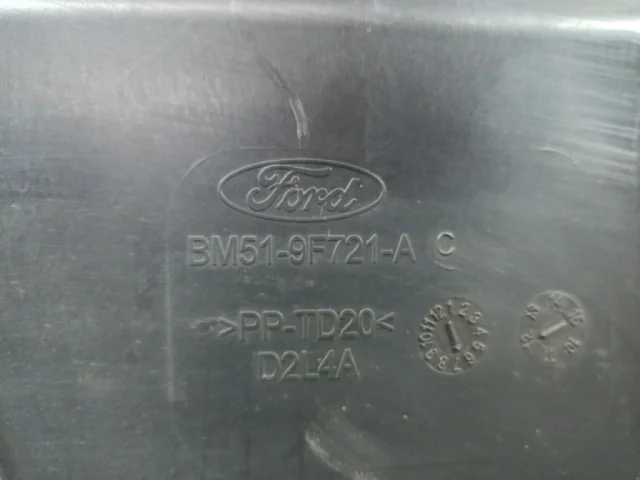 Ford
BM51-9F721-A C
>PP-TD20<
D2L4A